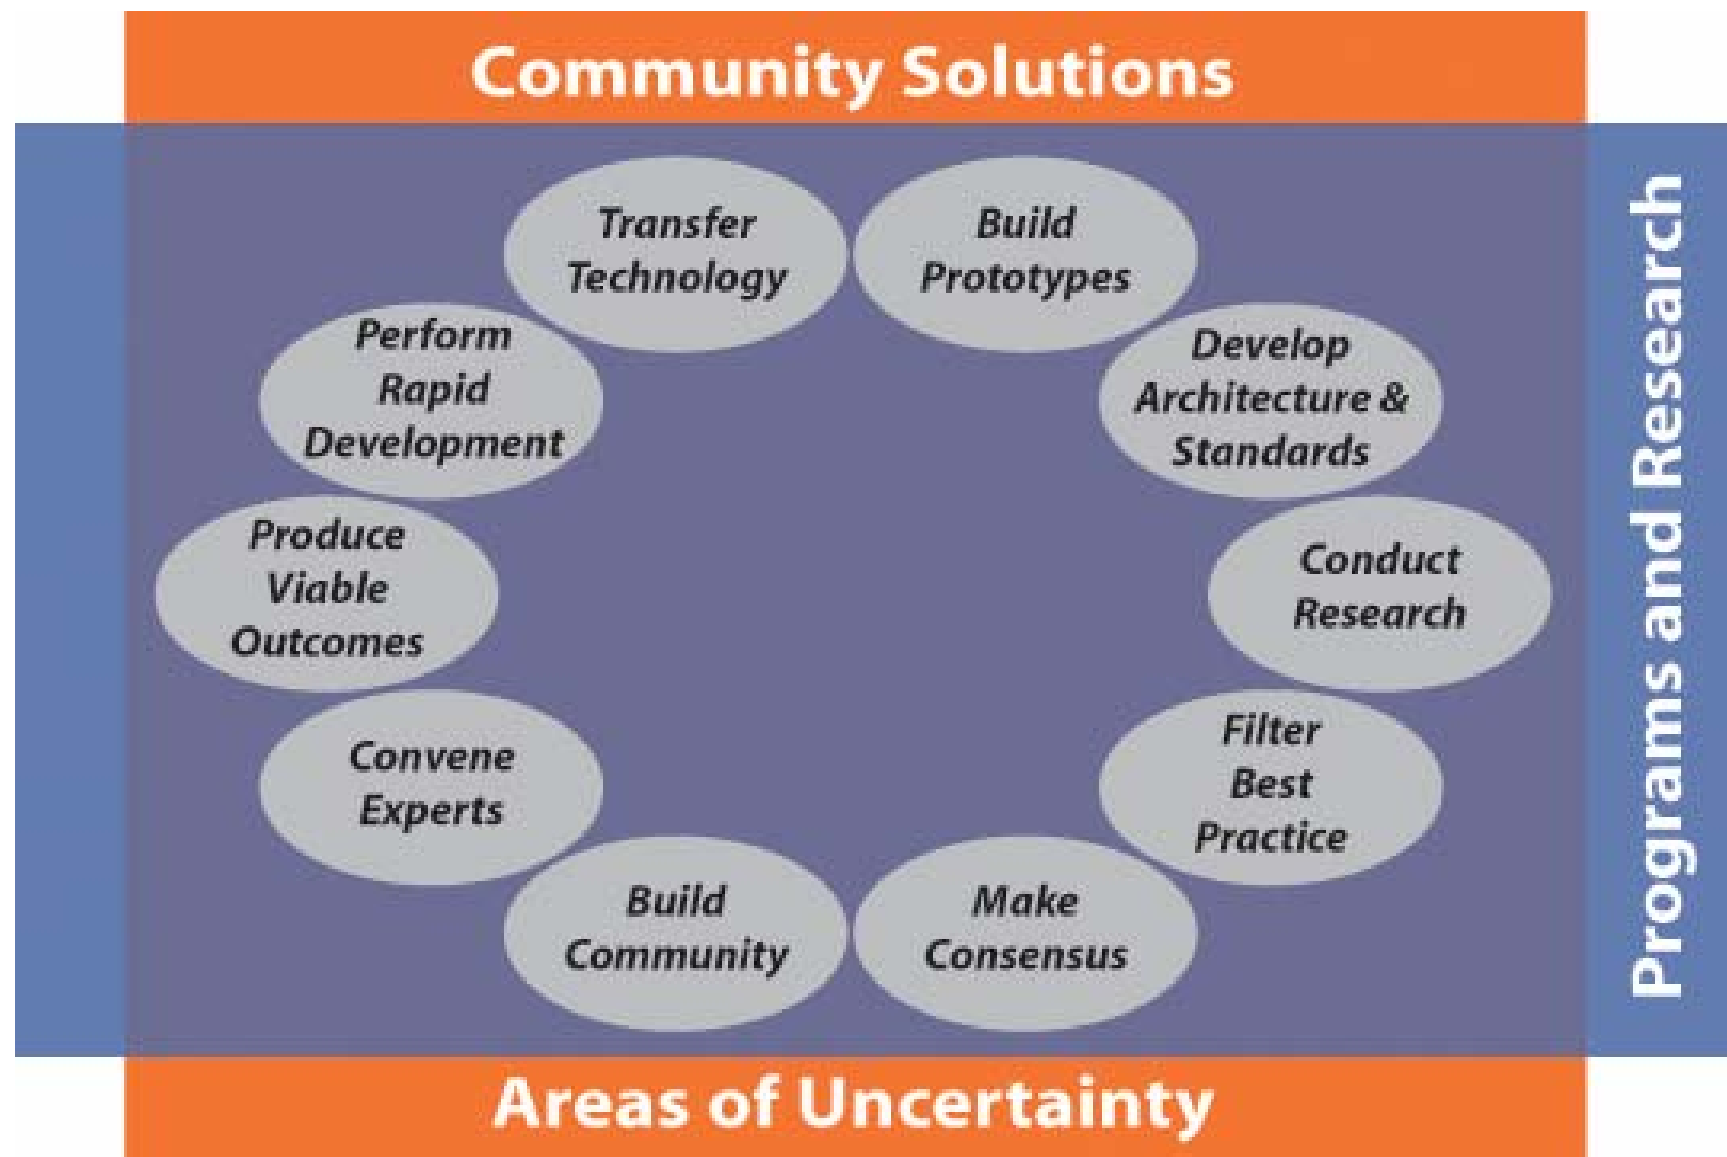 Community Solutions
Transfer
Technology
Build
Prototypes
Perform
Rapid
Development
Develop
Architecture &
Standards
Produce
Viable
Outcomes
Conduct
Research
Convene
Experts
Filter
Best
Practice
Build
Community
Make
Consensus
Programs and Research
Areas of Uncertainty